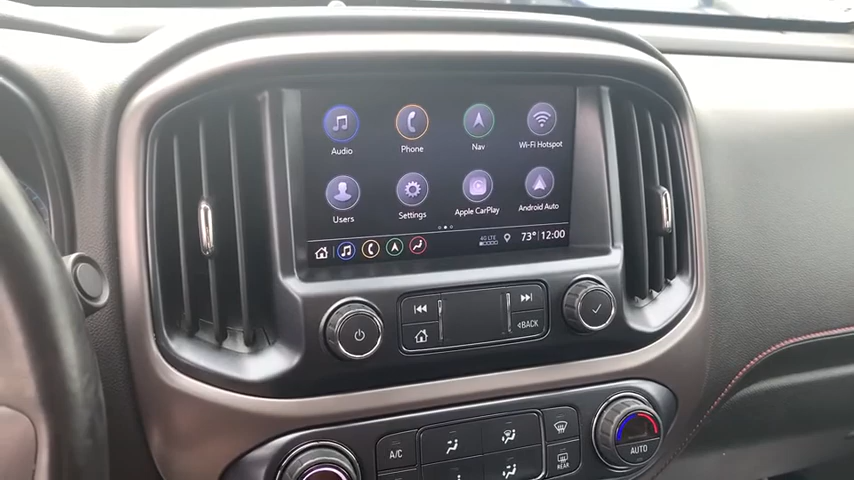 Audio Phone Nav Wi-Fi Hotspot
Users Settings Apple CarPlay Android Auto
4G LTE 73° 12:00
BACK
A/C
REAR
AUTO